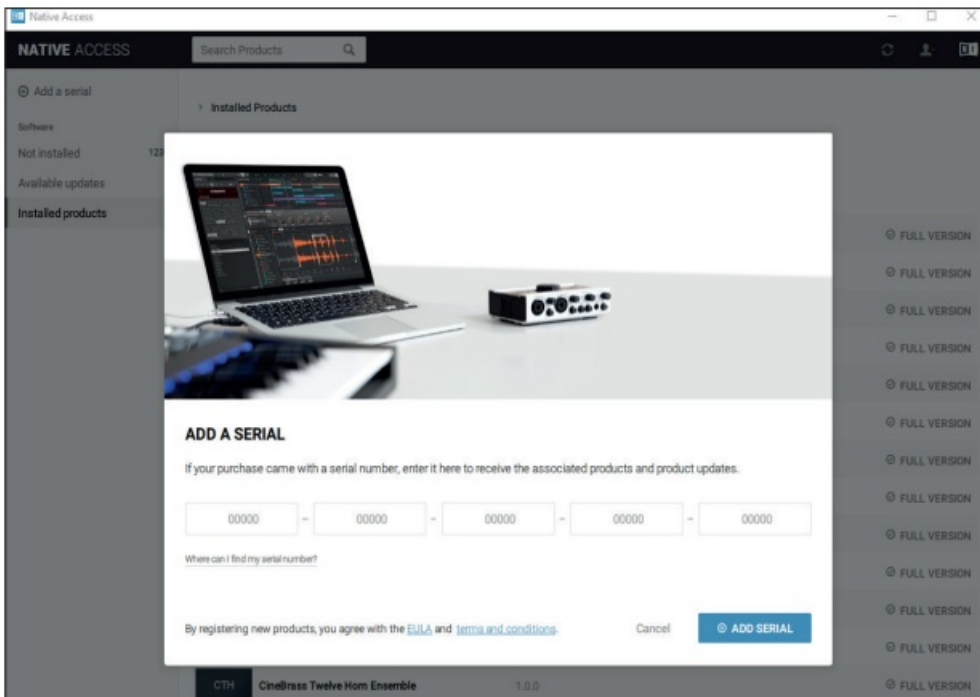 Native Access
NATIVE ACCESS
Search Products
Add a serial
Installed Products
Software
Not installed 123
Available updates
Installed products
FULL VERSION
FULL VERSION
FULL VERSION
FULL VERSION
FULL VERSION
FULL VERSION
FULL VERSION
FULL VERSION
FULL VERSION
FULL VERSION
FULL VERSION
FULL VERSION
ADD A SERIAL
If your purchase came with a serial number, enter it here to receive the associated products and product updates.
00000 – 00000 – 00000 – 00000 – 00000
Where can I find my serial number?
By registering new products, you agree with the EULA and terms and conditions. Cancel ADD SERIAL
CTH CineBrass Twelve Horn Ensemble 1.0.0 FULL VERSION